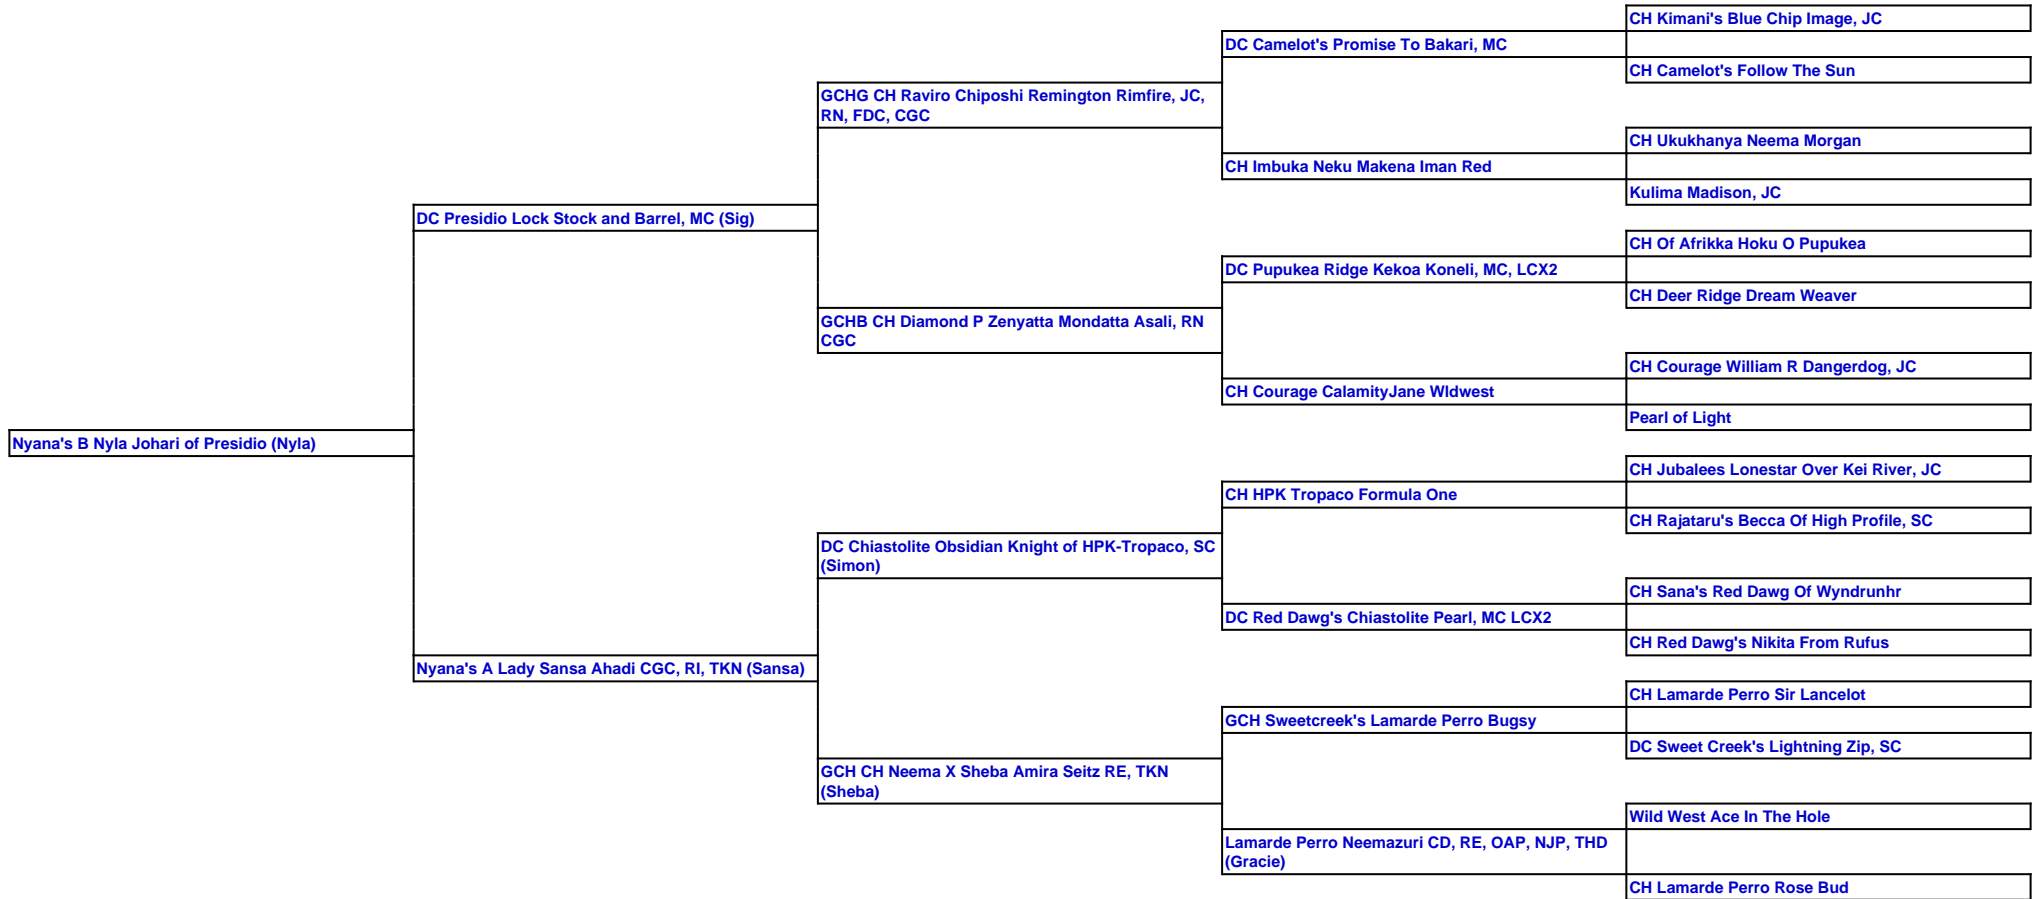 CH Kimani's Blue Chip Image, JC
DC Camelot's Promise To Bakari, MC
CH Camelot's Follow The Sun
GCHG CH Raviro Chiposhi Remington Rimfire, JC,
RN, FDC, CGC
CH Ukukhanya Neema Morgan
CH Imbuka Neku Makena Iman Red
Kulima Madison, JC
DC Presidio Lock Stock and Barrel, MC (Sig)
CH Of Afrikka Hoku O Pupukea
DC Pupukea Ridge Kekoa Koneli, MC, LCX2
CH Deer Ridge Dream Weaver
GCHB CH Diamond P Zenyatta Mondatta Asali, RN
CGC
CH Courage William R Dangerdog, JC
CH Courage CalamityJane Wldwest
Pearl of Light
Nyana's B Nyla Johari of Presidio (Nyla)
CH Jubalees Lonestar Over Kei River, JC
CH HPK Tropaco Formula One
CH Rajataru's Becca Of High Profile, SC
DC Chiastolite Obsidian Knight of HPK-Tropaco, SC
(Simon)
CH Sana's Red Dawg Of Wyndrunhr
DC Red Dawg's Chiastolite Pearl, MC LCX2
CH Red Dawg's Nikita From Rufus
Nyana's A Lady Sansa Ahadi CGC, RI, TKN (Sansa)
CH Lamarde Perro Sir Lancelot
GCH Sweetcreek's Lamarde Perro Bugsy
DC Sweet Creek's Lightning Zip, SC
GCH CH Neema X Sheba Amira Seitz RE, TKN
(Sheba)
Wild West Ace In The Hole
Lamarde Perro Neemazuri CD, RE, OAP, NJP, THD
(Gracie)
CH Lamarde Perro Rose Bud